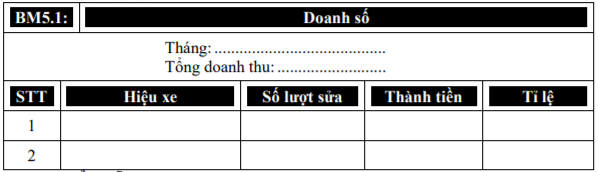 BM5.1: Doanh số
Tháng: ..........................................
Tổng doanh thu: ..........................
STT Hiệu xe Số lượt sửa Thành tiền Tỉ lệ
1
2